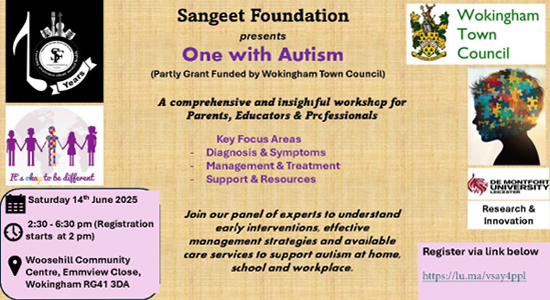 Sangeet Foundation
presents
One with Autism
(Partly Grant Funded by Wokingham Town Council)
A comprehensive and insightful workshop for
Parents, Educators & Professionals
Key Focus Areas
- Diagnosis & Symptoms
- Management & Treatment
- Support & Resources
Join our panel of experts to understand
early interventions, effective
management strategies and available
care services to support autism at home,
school and workplace.
SF
Years
It's okay to be different
Saturday 14th June 2025
2:30 - 6:30 pm (Registration
starts at 2 pm)
Woosehill Community
Centre, Emmview Close,
Wokingham RG41 3DA
Wokingham
Town
Council
DE MONTFORT
UNIVERSITY
LEICESTER
Research &
Innovation
Register via link below
https://lu.ma/vsay4ppl